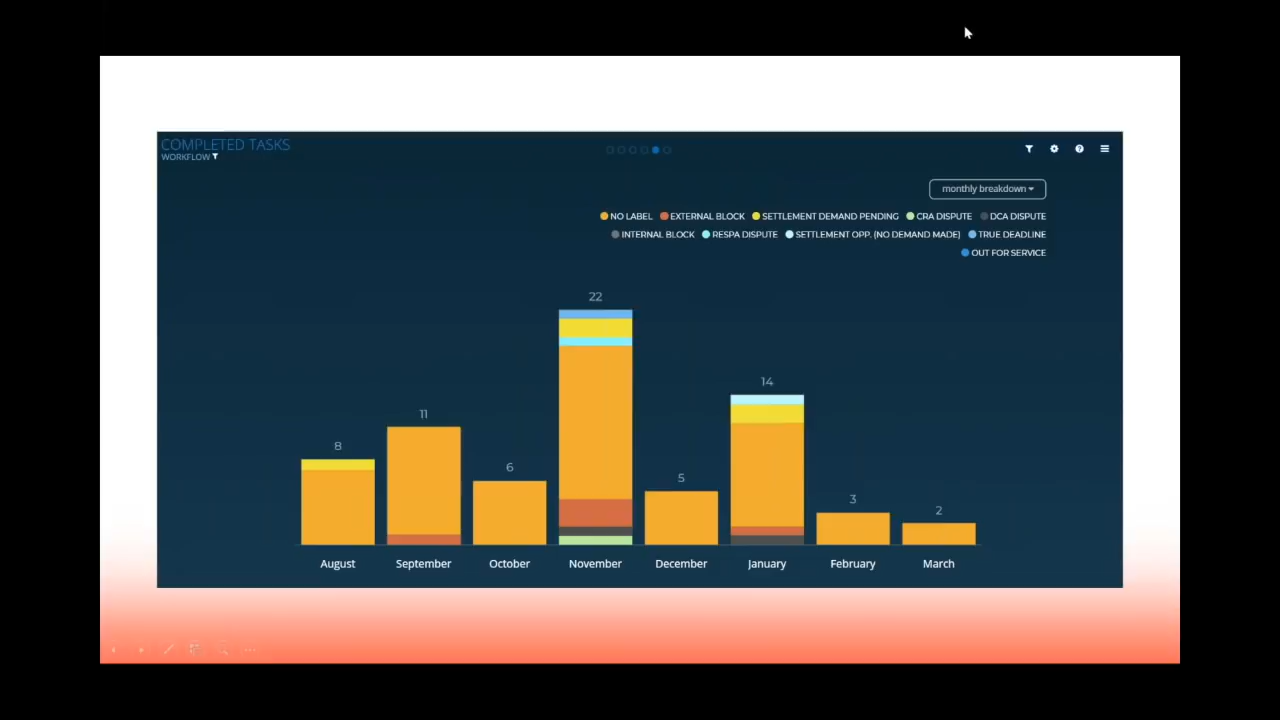 COMPLETED TASKS
WORKFLOW
monthly breakdown
NO LABEL EXTERNAL BLOCK SETTLEMENT DEMAND PENDING CRA DISPUTE DCA DISPUTE
INTERNAL BLOCK RESPA DISPUTE SETTLEMENT OPP. (NO DEMAND MADE) TRUE DEADLINE
OUT FOR SERVICE
22
14
11
8
6
5
3
2
August September October November December January February March